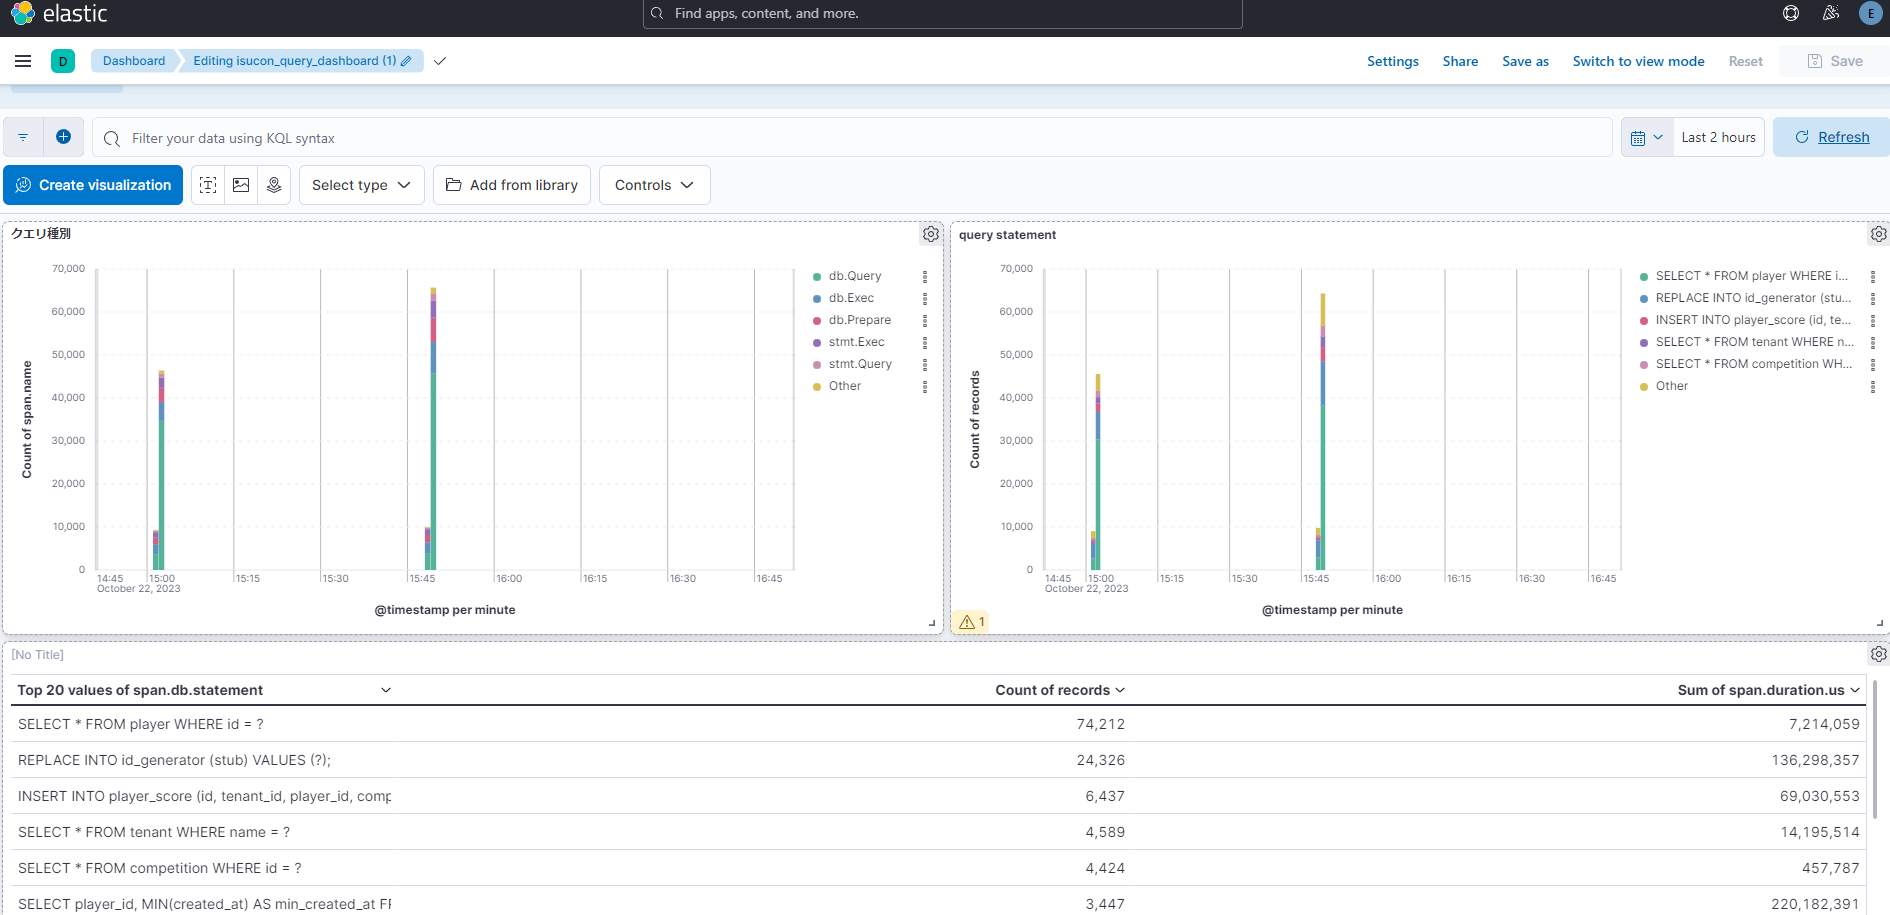 elastic
Find apps, content, and more.
E
D
Dashboard
Editing isucon_query_dashboard (1)
Settings
Share
Save as
Switch to view mode
Reset
Save
Filter your data using KQL syntax
Last 2 hours
Refresh
Create visualization
Select type
Add from library
Controls
クエリ種別
70,000
60,000
50,000
40,000
30,000
20,000
10,000
0
Count of span.name
14:45
15:00
15:15
15:30
15:45
16:00
16:15
16:30
16:45
October 22, 2023
@timestamp per minute
db.Query
db.Exec
db.Prepare
stmt.Exec
stmt.Query
Other
query statement
70,000
60,000
50,000
40,000
30,000
20,000
10,000
0
Count of records
14:45
15:00
15:15
15:30
15:45
16:00
16:15
16:30
16:45
October 22, 2023
@timestamp per minute
SELECT * FROM player WHERE i...
REPLACE INTO id_generator (stu...
INSERT INTO player_score (id, te...
SELECT * FROM tenant WHERE n...
SELECT * FROM competition WH...
Other
1
[No Title]
Top 20 values of span.db.statement Count of records Sum of span.duration.us
SELECT * FROM player WHERE id = ? 74,212 7,214,059
REPLACE INTO id_generator (stub) VALUES (?); 24,326 136,298,357
INSERT INTO player_score (id, tenant_id, player_id, comp 6,437 69,030,553
SELECT * FROM tenant WHERE name = ? 4,589 14,195,514
SELECT * FROM competition WHERE id = ? 4,424 457,787
SELECT player_id, MIN(created_at) AS min_created_at 3,447 220,182,391